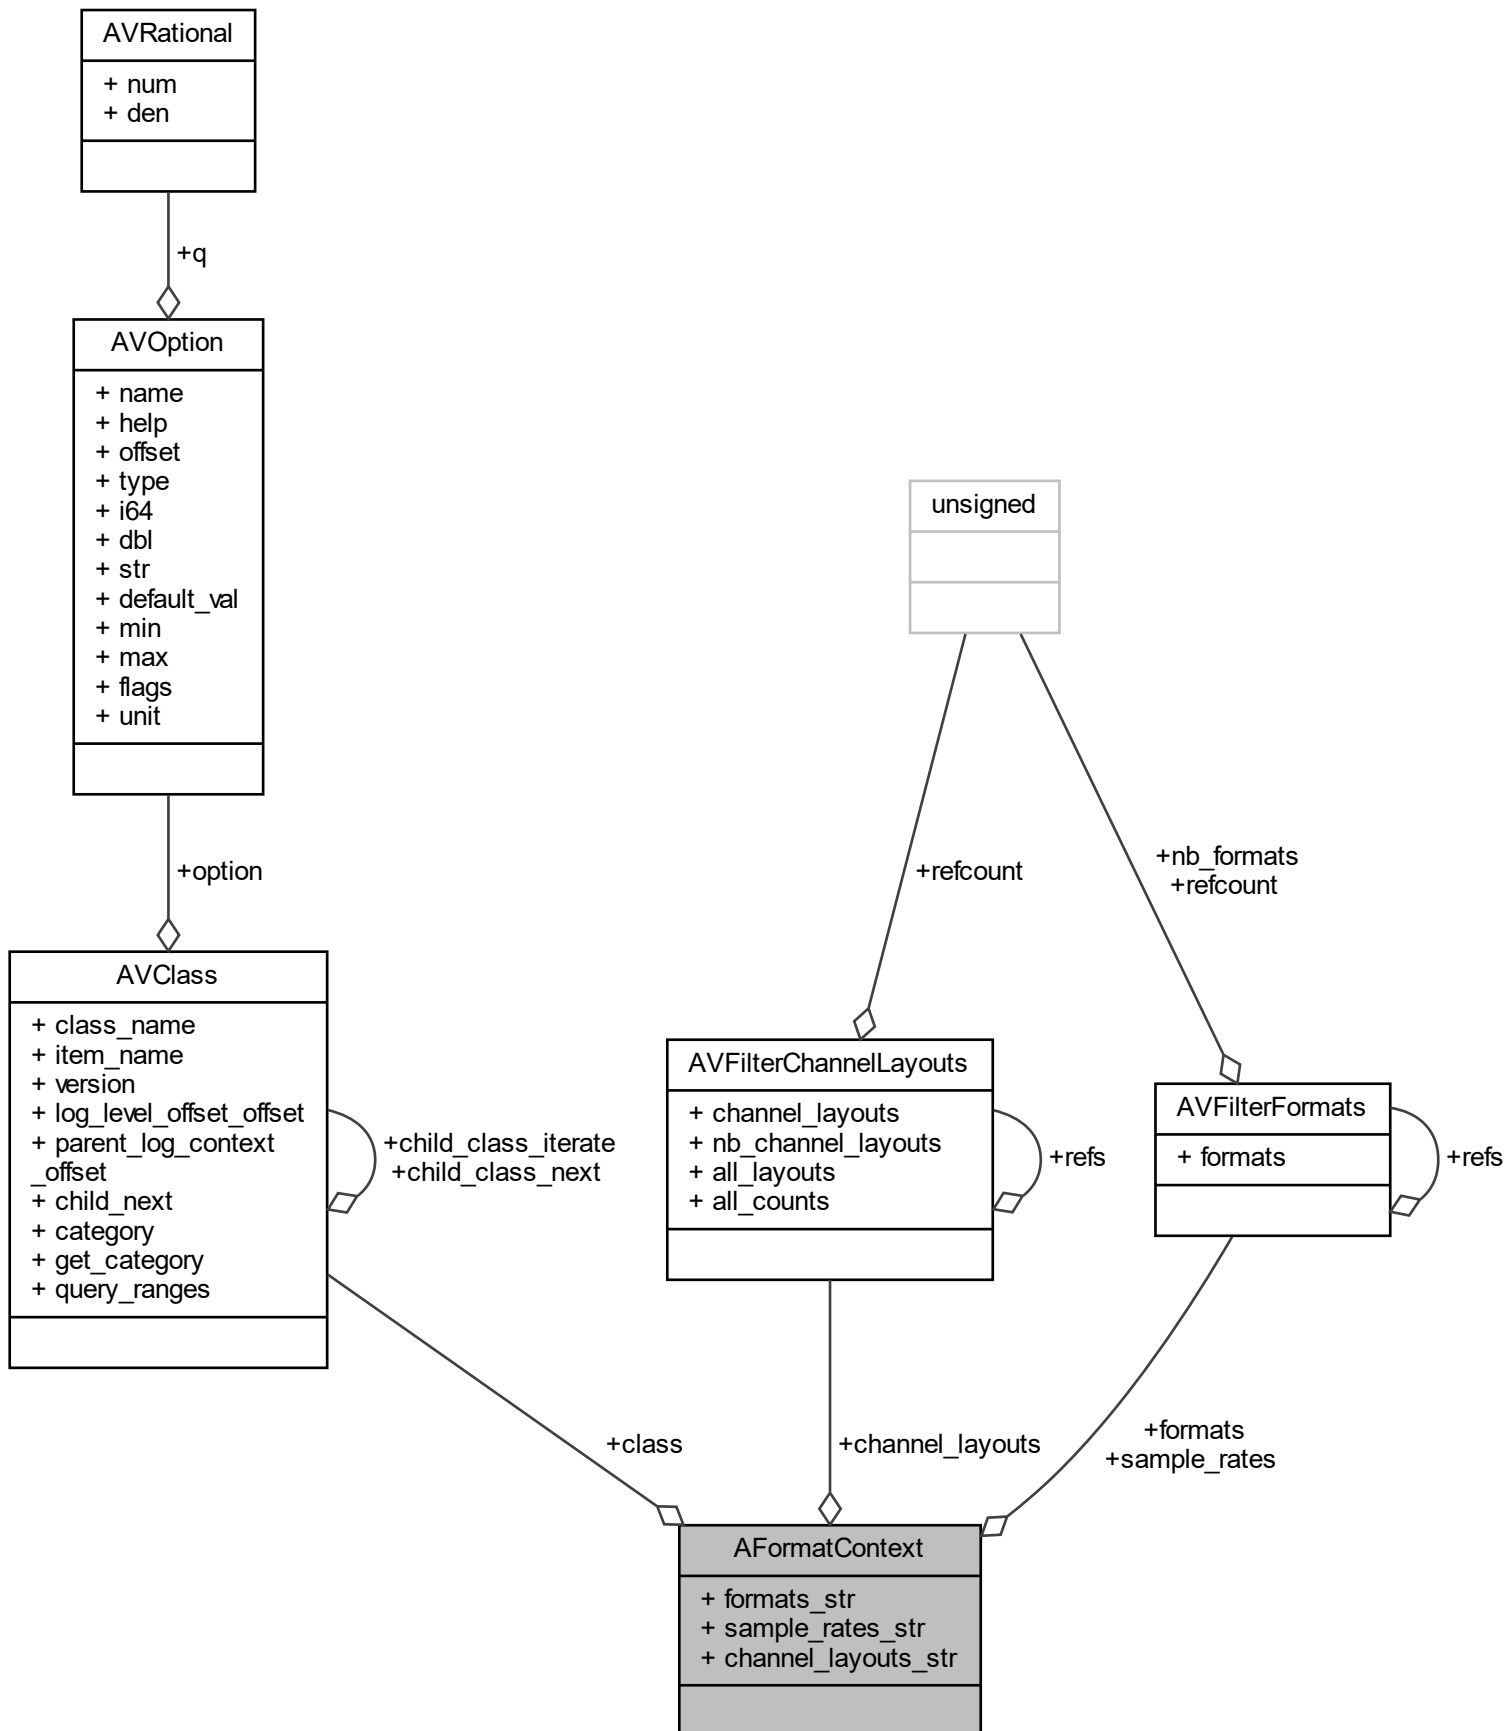 AVRational
+ num
+ den
+q
AVOption
+ name
+ help
+ offset
+ type
+ i64
+ dbl
+ str
+ default_val
+ min
+ max
+ flags
+ unit
unsigned
+option
+refcount
+nb_formats
+refcount
AVClass
+ class_name
+ item_name
+ version
+ log_level_offset_offset
+ parent_log_context
_offset
+ child_next
+ category
+ get_category
+ query_ranges
+child_class_iterate
+child_class_next
AVFilterChannelLayouts
+ channel_layouts
+ nb_channel_layouts
+ all_layouts
+ all_counts
+refs
AVFilterFormats
+ formats
+refs
+class
+channel_layouts
+formats
+sample_rates
AFormatContext
+ formats_str
+ sample_rates_str
+ channel_layouts_str